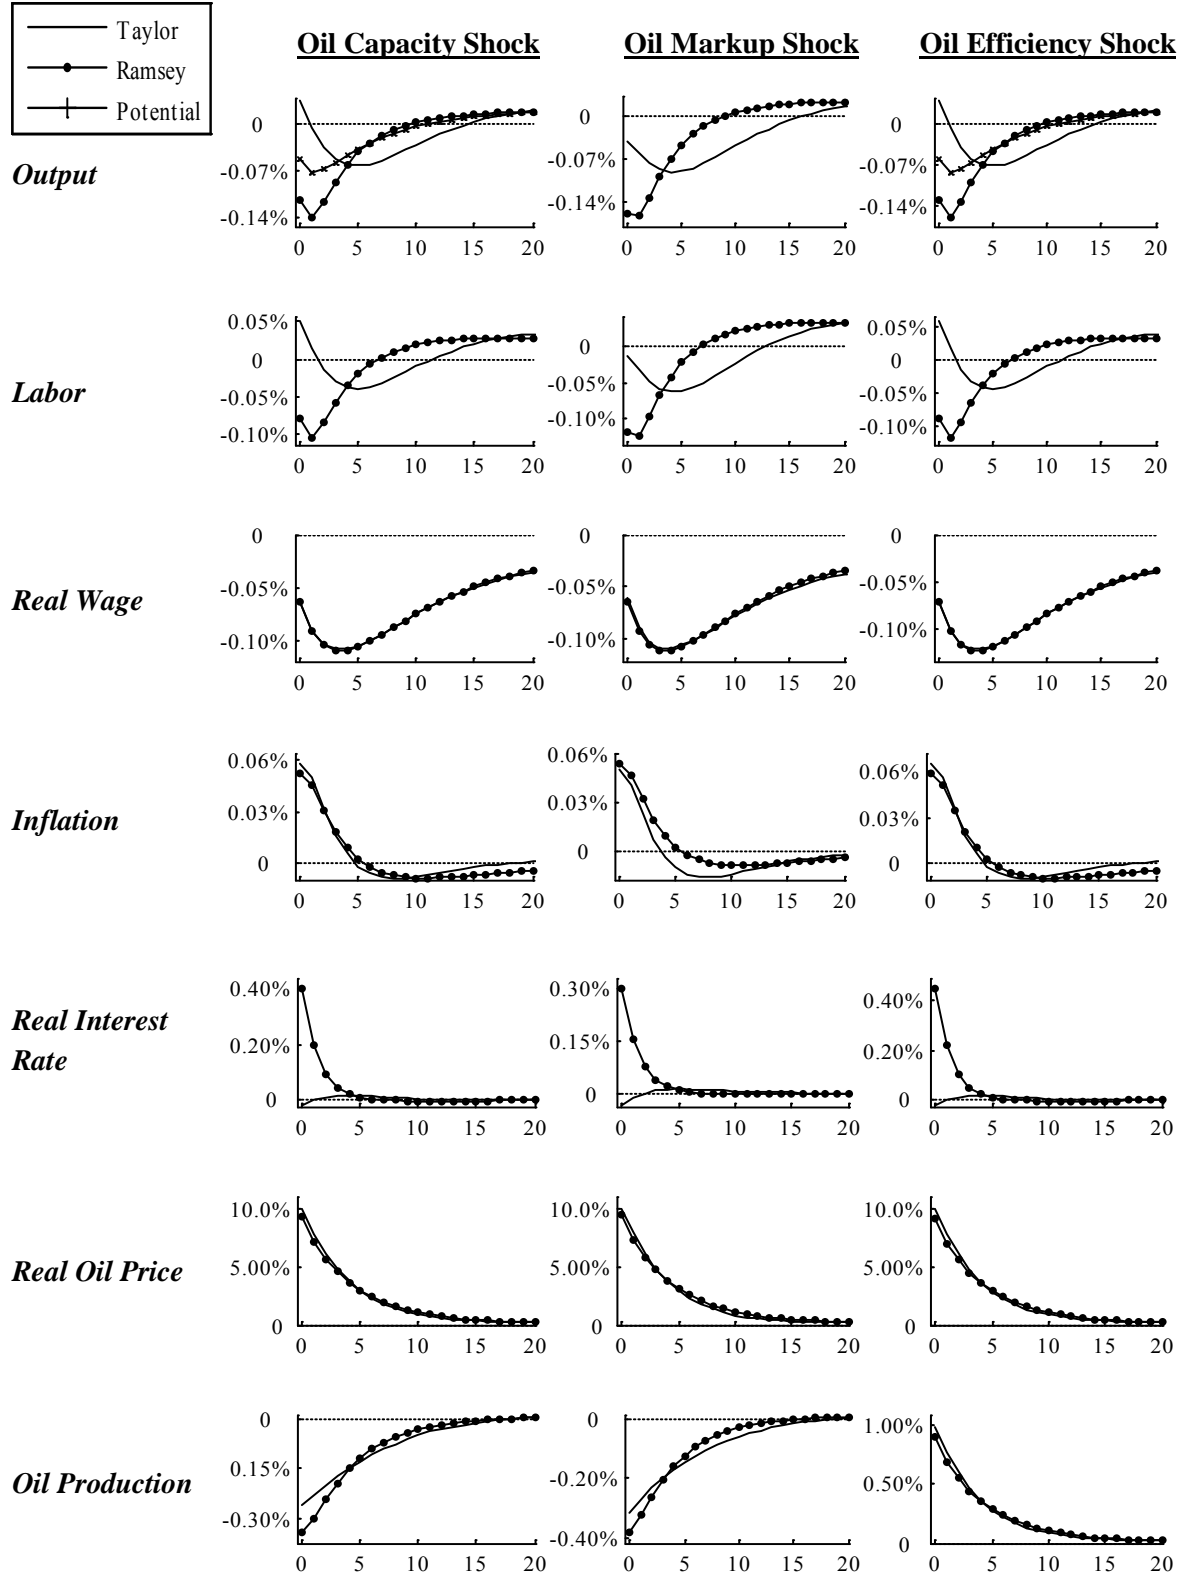 Taylor
Ramsey
Potential
Oil Capacity Shock
Oil Markup Shock
Oil Efficiency Shock
Output
0
-0.07%
-0.14%
0 5 10 15 20
0
-0.07%
-0.14%
0 5 10 15 20
0
-0.07%
-0.14%
0 5 10 15 20
Labor
0.05%
0
-0.05%
-0.10%
0 5 10 15 20
0
-0.05%
-0.10%
0 5 10 15 20
0.05%
0
-0.05%
-0.10%
0 5 10 15 20
Real Wage
0
-0.05%
-0.10%
0 5 10 15 20
0
-0.05%
-0.10%
0 5 10 15 20
0
-0.05%
-0.10%
0 5 10 15 20
Inflation
0.06%
0.03%
0
0 5 10 15 20
0.06%
0.03%
0
0 5 10 15 20
0.06%
0.03%
0
0 5 10 15 20
Real Interest
Rate
0.40%
0.20%
0
0 5 10 15 20
0.30%
0.15%
0
0 5 10 15 20
0.40%
0.20%
0
0 5 10 15 20
Real Oil Price
10.0%
5.00%
0
0 5 10 15 20
10.0%
5.00%
0
0 5 10 15 20
10.0%
5.00%
0
0 5 10 15 20
Oil Production
0
0.15%
-0.30%
0 5 10 15 20
0
-0.20%
-0.40%
0 5 10 15 20
1.00%
0.50%
0
0 5 10 15 20